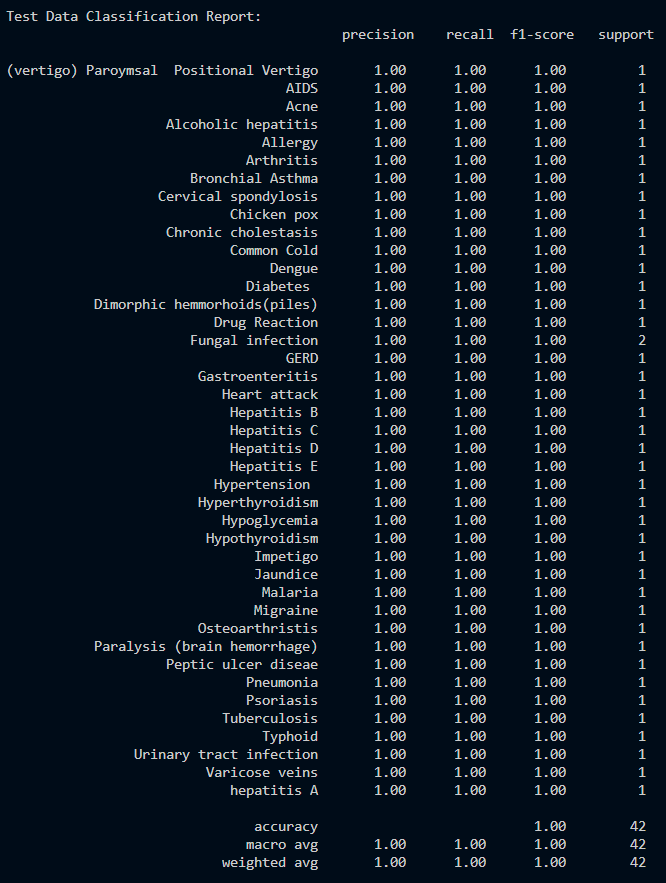 Test Data Classification Report:
precision recall f1-score support
(vertigo) Paroymsal  Positional Vertigo 1.00 1.00 1.00 1
AIDS 1.00 1.00 1.00 1
Acne 1.00 1.00 1.00 1
Alcoholic hepatitis 1.00 1.00 1.00 1
Allergy 1.00 1.00 1.00 1
Arthritis 1.00 1.00 1.00 1
Bronchial Asthma 1.00 1.00 1.00 1
Cervical spondylosis 1.00 1.00 1.00 1
Chicken pox 1.00 1.00 1.00 1
Chronic cholestasis 1.00 1.00 1.00 1
Common Cold 1.00 1.00 1.00 1
Dengue 1.00 1.00 1.00 1
Diabetes 1.00 1.00 1.00 1
Dimorphic hemmorhoids(piles) 1.00 1.00 1.00 1
Drug Reaction 1.00 1.00 1.00 1
Fungal infection 1.00 1.00 1.00 2
GERD 1.00 1.00 1.00 1
Gastroenteritis 1.00 1.00 1.00 1
Heart attack 1.00 1.00 1.00 1
Hepatitis B 1.00 1.00 1.00 1
Hepatitis C 1.00 1.00 1.00 1
Hepatitis D 1.00 1.00 1.00 1
Hepatitis E 1.00 1.00 1.00 1
Hypertension 1.00 1.00 1.00 1
Hyperthyroidism 1.00 1.00 1.00 1
Hypoglycemia 1.00 1.00 1.00 1
Hypothyroidism 1.00 1.00 1.00 1
Impetigo 1.00 1.00 1.00 1
Jaundice 1.00 1.00 1.00 1
Malaria 1.00 1.00 1.00 1
Migraine 1.00 1.00 1.00 1
Osteoarthristis 1.00 1.00 1.00 1
Paralysis (brain hemorrhage) 1.00 1.00 1.00 1
Peptic ulcer diseae 1.00 1.00 1.00 1
Pneumonia 1.00 1.00 1.00 1
Psoriasis 1.00 1.00 1.00 1
Tuberculosis 1.00 1.00 1.00 1
Typhoid 1.00 1.00 1.00 1
Urinary tract infection 1.00 1.00 1.00 1
Varicose veins 1.00 1.00 1.00 1
hepatitis A 1.00 1.00 1.00 1
accuracy 1.00 42
macro avg 1.00 1.00 1.00 42
weighted avg 1.00 1.00 1.00 42